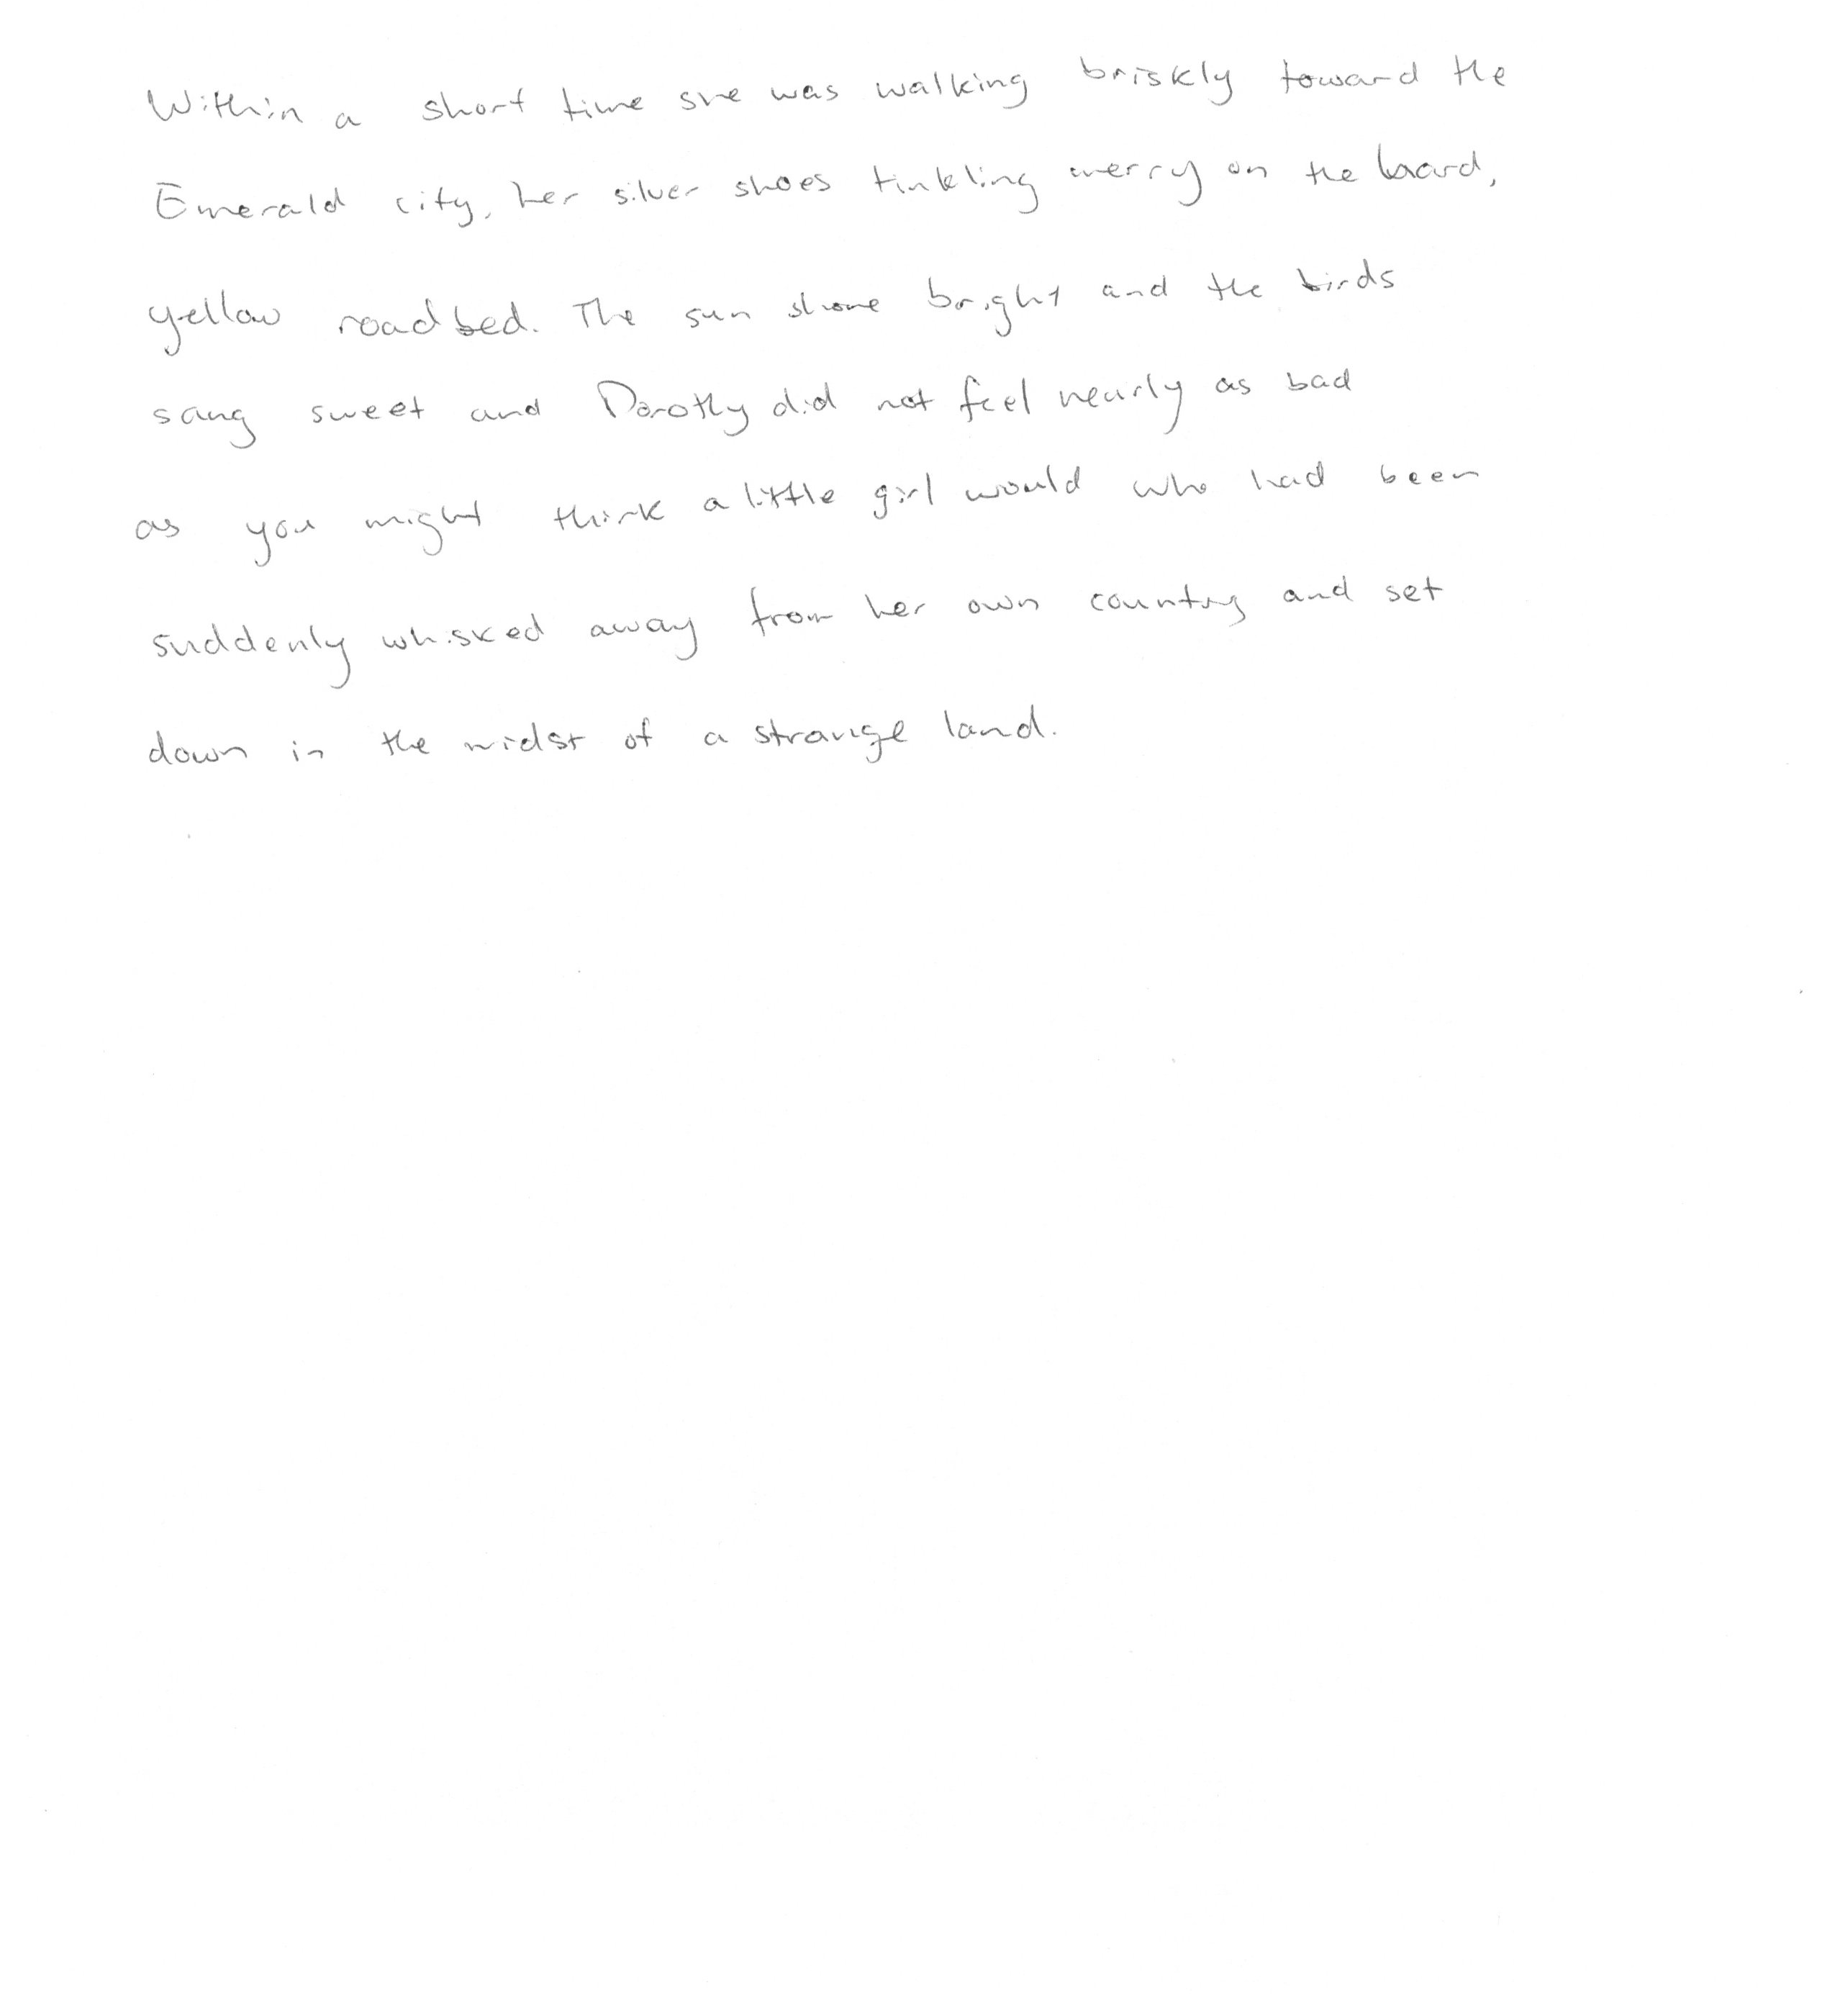 Within a short time she was walking briskly toward the
Emerald city, her silver shoes tinkling merry on the hard,
yellow roadbed. The sun shone bright and the birds
sang sweet and Dorothy did not feel nearly as bad
as you might think a little girl would who had been
suddenly whisked away from her own country and set
down in the midst of a strange land.